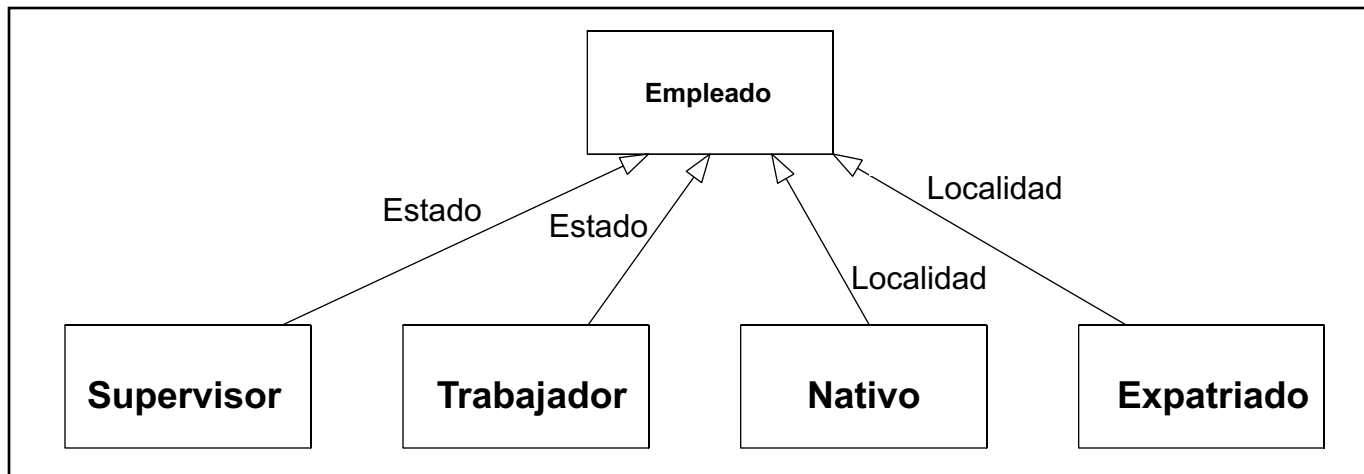 Empleado
Localidad
Estado
Estado
Localidad
Supervisor
Trabajador
Nativo
Expatriado